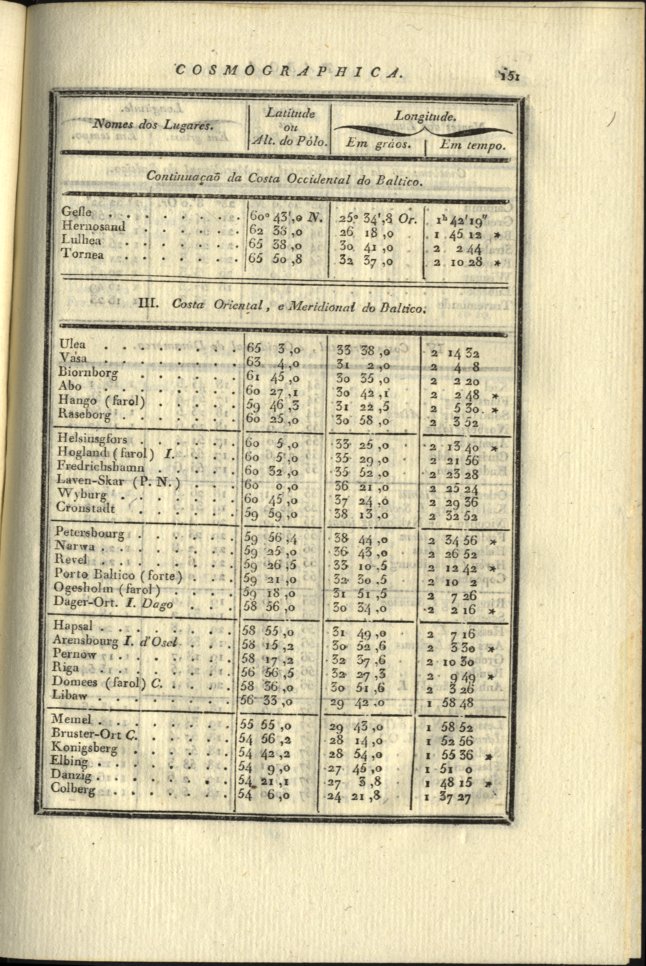 COSMOGRAPHICA. 151
Nomes dos Lugares. Latitude ou Alt. do Pólo. Longitude.
Em gráos. Em tempo.
Continuaçaõ da Costa Occidental do Baltico.
Gefle . . . . . . . 60° 43',0 N. 25° 34',8 Or. 1h 42' 19"
Hernosand . . . . . . 62 38 ,0 26 18 ,0 1 45 12 *
Lulhea . . . . . . . 65 38 ,0 30 41 ,0 2 2 44
Tornea . . . . . . . 65 50 ,8 32 37 ,0 2 10 28 *
III. Costa Oriental, e Meridional do Baltico.
Ulea . . . . . . . 65 3 ,0 33 38 ,0 2 14 32
Vasa . . . . . . . 63 4 ,0 31 2 ,0 2 4 8
Biornborg . . . . . . 61 45 ,0 30 35 ,0 2 2 20
Abo . . . . . . . 60 27 ,1 30 42 ,1 2 2 48 *
Hango (farol) . . . . . 59 46 ,3 31 22 ,5 2 5 30 *
Raseborg . . . . . . 60 25 ,0 30 58 ,0 2 3 52
Helsinsgfors . . . . . 60 5 ,0 33 25 ,0 2 13 40 *
Hogland (farol) I. . . . 60 5 ,0 35 29 ,0 2 21 56
Fredrichshamn . . . . . 60 32 ,0 35 52 ,0 2 23 28
Laven-Skar (P. N.) . . . 60 0 ,0 36 21 ,0 2 25 24
Wyburg . . . . . . 60 45 ,0 37 24 ,0 2 29 36
Cronstadt . . . . . . 59 59 ,0 38 13 ,0 2 32 52
Petersbourg . . . . . 59 56 ,4 38 44 ,0 2 34 56 *
Narwa . . . . . . . 59 25 ,0 36 43 ,0 2 26 52
Revel . . . . . . . 59 26 ,5 33 10 ,5 2 12 42 *
Porto Baltico (forte) . . . 59 21 ,0 32 30 ,5 2 10 2
Ogesholm (farol) . . . . 59 18 ,0 31 51 ,5 2 7 26
Dager-Ort. I. Dago . . . 58 56 ,0 30 34 ,0 2 2 16 *
Hapsal . . . . . . . 58 55 ,0 31 49 ,0 2 7 16
Arensbourg I. d'Osel . . . 58 15 ,2 30 52 ,6 2 3 30 *
Pernow . . . . . . 58 17 ,2 32 37 ,6 2 10 30
Riga . . . . . . . 56 56 ,5 32 27 ,3 2 9 49 *
Domees (farol) C. . . . 58 36 ,0 30 51 ,6 2 3 26
Libaw . . . . . . . 56 33 ,0 29 42 ,0 1 58 48
Memel . . . . . . . 55 55 ,0 29 43 ,0 1 58 52
Bruster-Ort C. . . . . . 54 56 ,2 28 14 ,0 1 52 56
Konigsberg . . . . . . 54 42 ,2 28 54 ,0 1 55 36 *
Elbing . . . . . . . 54 9 ,0 27 45 ,0 1 51 0
Danzig . . . . . . . 54 21 ,1 27 3 ,8 1 48 15 *
Colberg . . . . . . 54 6 ,0 24 21 ,8 1 37 27